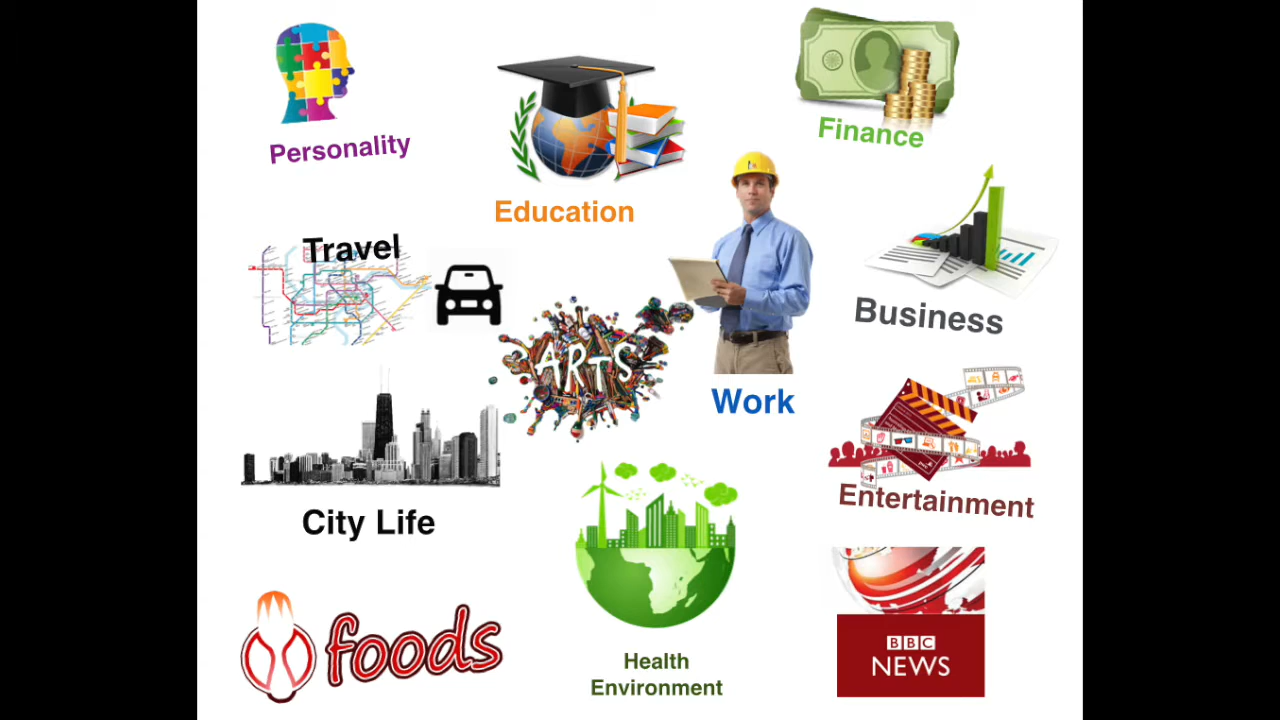 Personality
Education
Finance
Travel
Business
ARTS
Work
City Life
Entertainment
foods
Health
Environment
BBC
NEWS